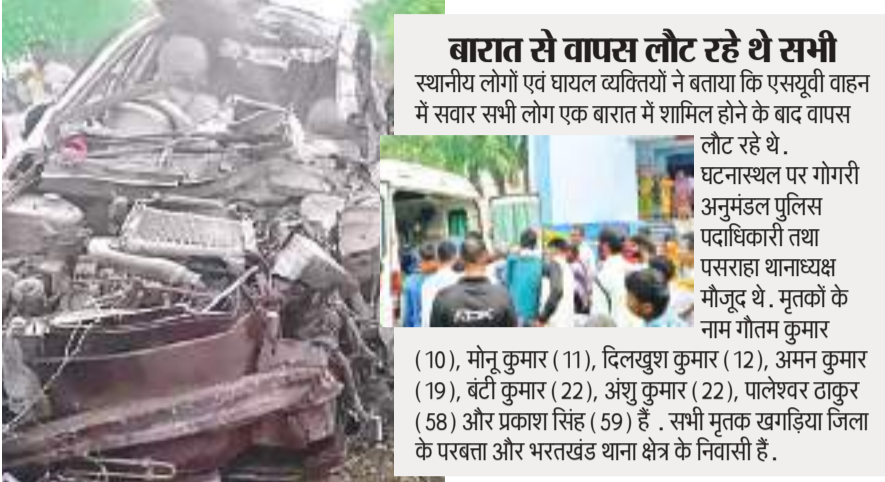 बारात से वापस लौट रहे थे सभी
स्थानीय लोगों एवं घायल व्यक्तियों ने बताया कि एसयूवी वाहन
में सवार सभी लोग एक बारात में शामिल होने के बाद वापस
लौट रहे थे .
घटनास्थल पर गोगरी
अनुमंडल पुलिस
पदाधिकारी तथा
पसराहा थानाध्यक्ष
मौजूद थे . मृतकों के
नाम गौतम कुमार
(10), मोनू कुमार (11), दिलखुश कुमार (12), अमन कुमार
(19), बंटी कुमार (22), अंशु कुमार (22), पालेश्वर ठाकुर
(58) और प्रकाश सिंह (59) हैं . सभी मृतक खगड़िया जिला
के परबत्ता और भरतखंड थाना क्षेत्र के निवासी हैं .